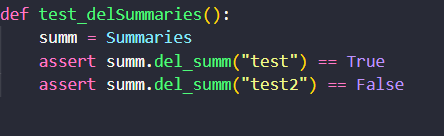 def test_delSummaries():
    summ = Summaries
    assert summ.del_summ("test") == True
    assert summ.del_summ("test2") == False